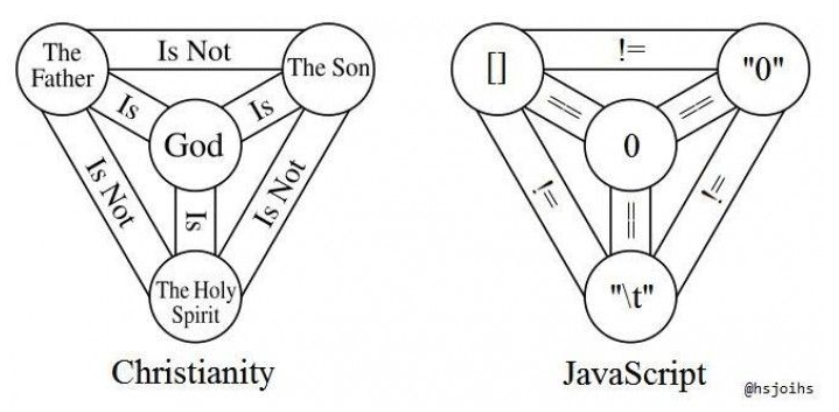 The
Father
Is Not
The Son
Is
Is
God
Is Not
Is
Is Not
The Holy
Spirit
Christianity
[]
!=
"0"
==
==
0
!=
==
!=
"\t"
JavaScript
@hsjoihs